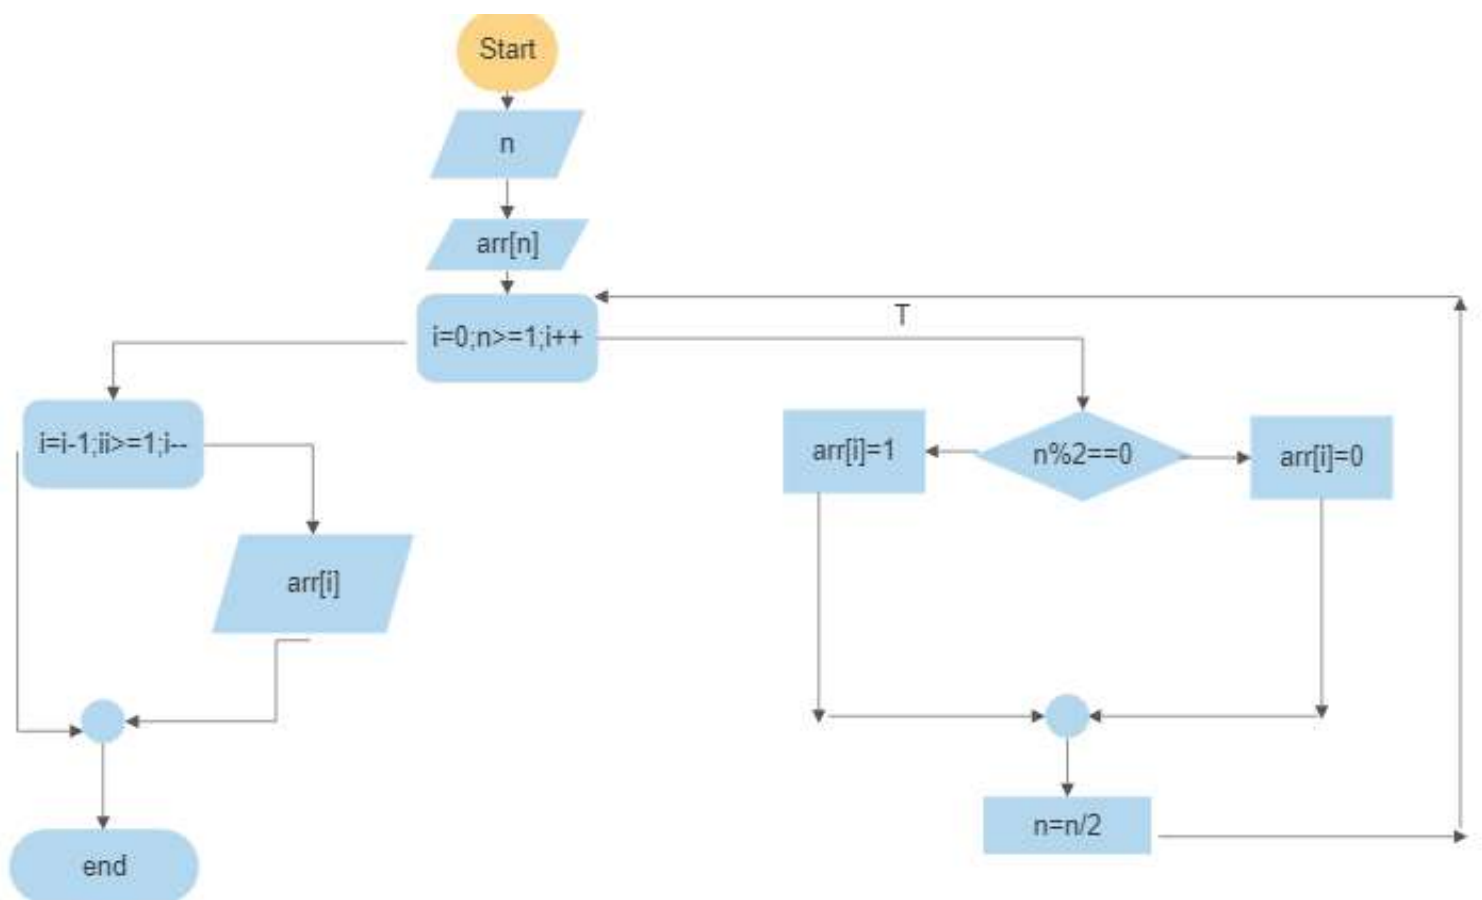 Start
n
arr[n]
i=0;n>=1;i++
T
i=i-1;ii>=1;i--
arr[i]=1
n%2==0
arr[i]=0
arr[i]
n=n/2
end